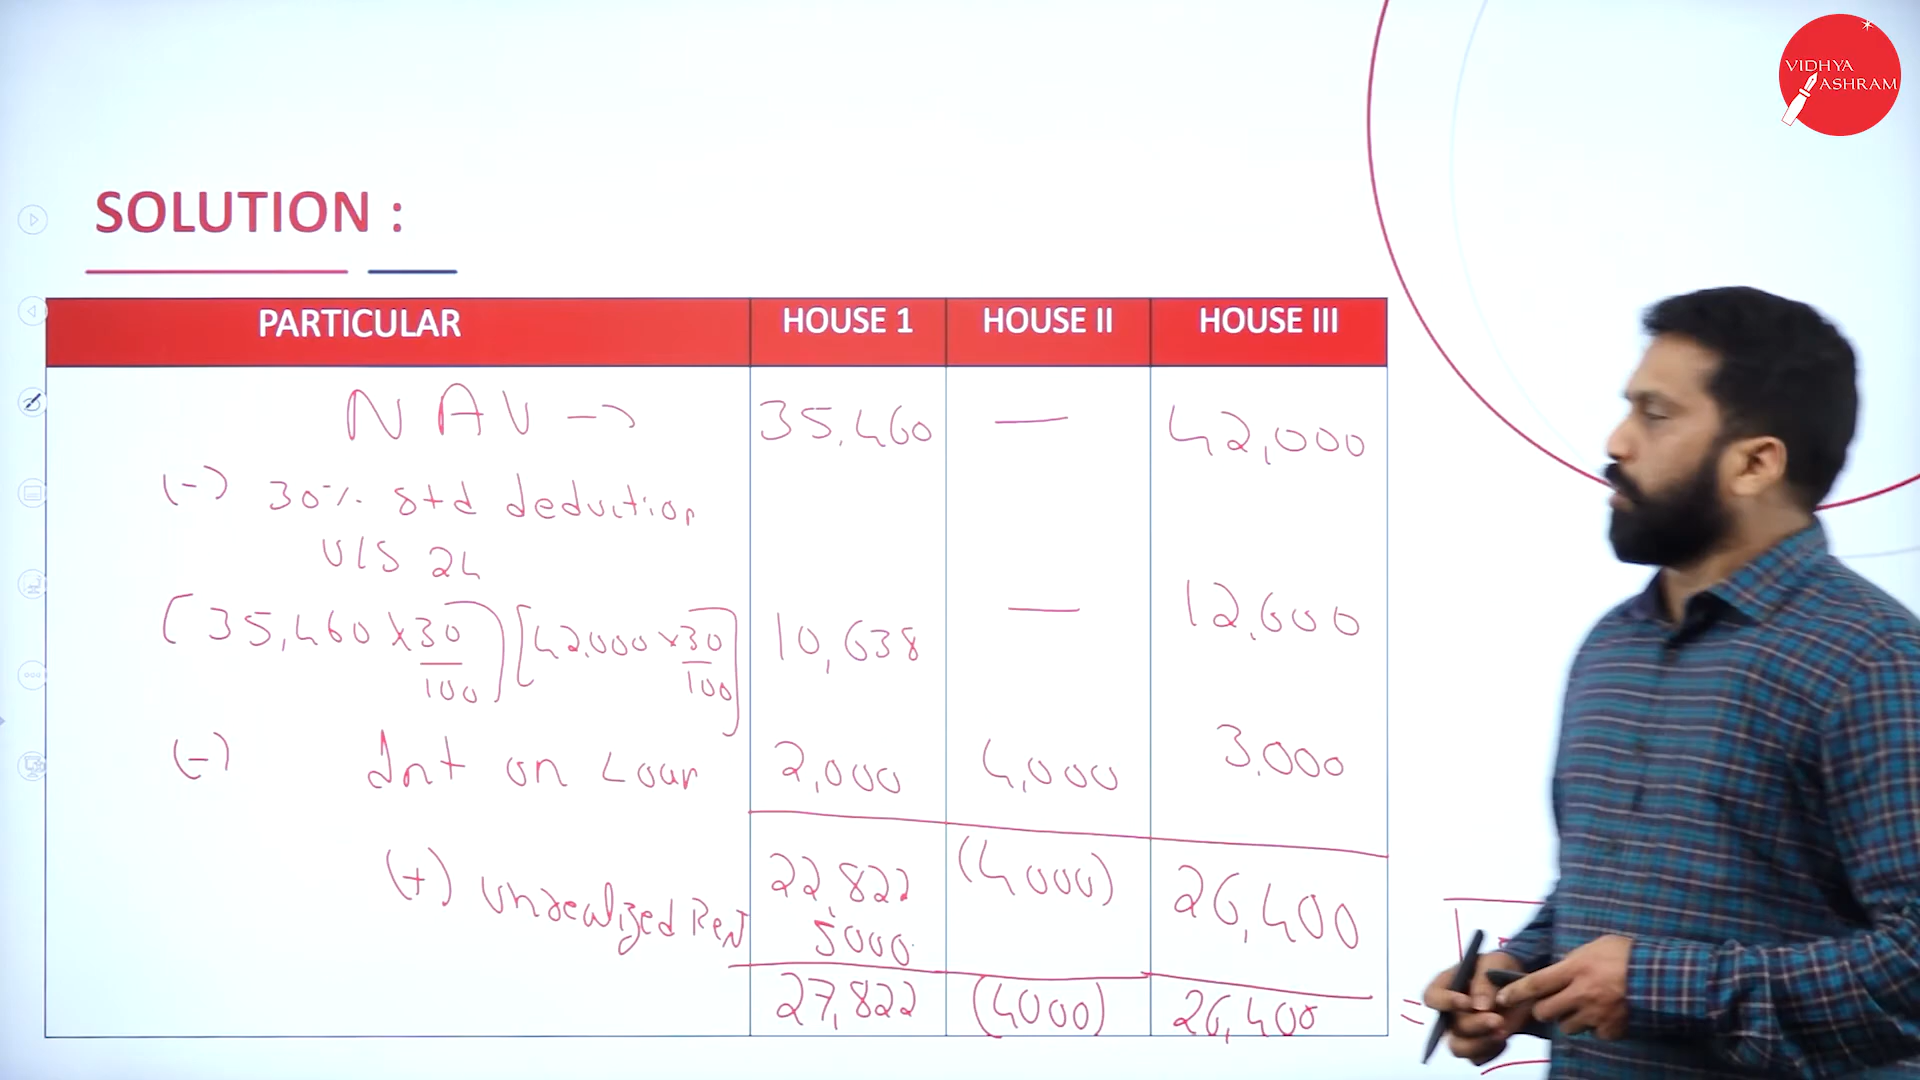 VIDHYA
ASHRAM
SOLUTION :
PARTICULAR HOUSE 1 HOUSE II HOUSE III
NAV → 35,460 — 42,000
(-) 30% std deduction
U/S 24
(35,460 × 30/100) [42,000 × 30/100] 10,638 — 12,600
(-) Int on Loan 2,000 4,000 3,000
22,822 (4000) 26,400
(+) Unrealized Rent 5000
27,822 (4000) 26,400
=